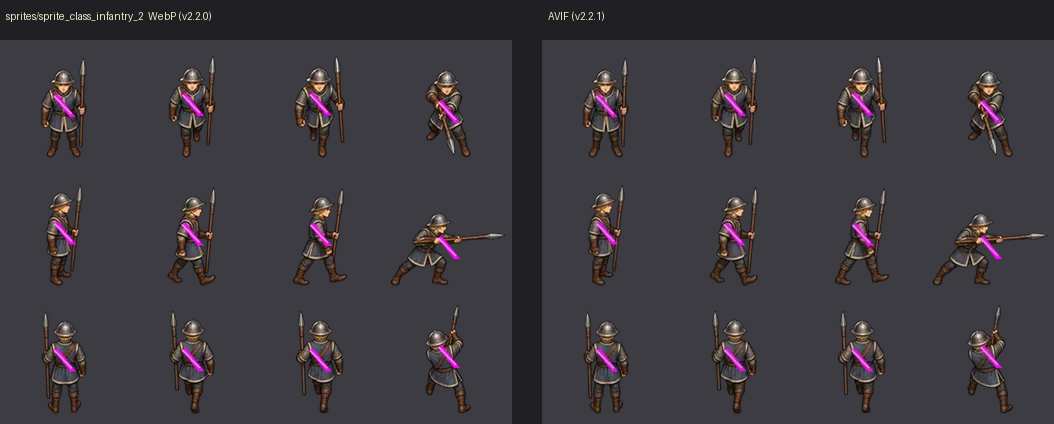 sprites/sprite_class_infantry_2 WebP (v2.2.0)
AVIF (v2.2.1)